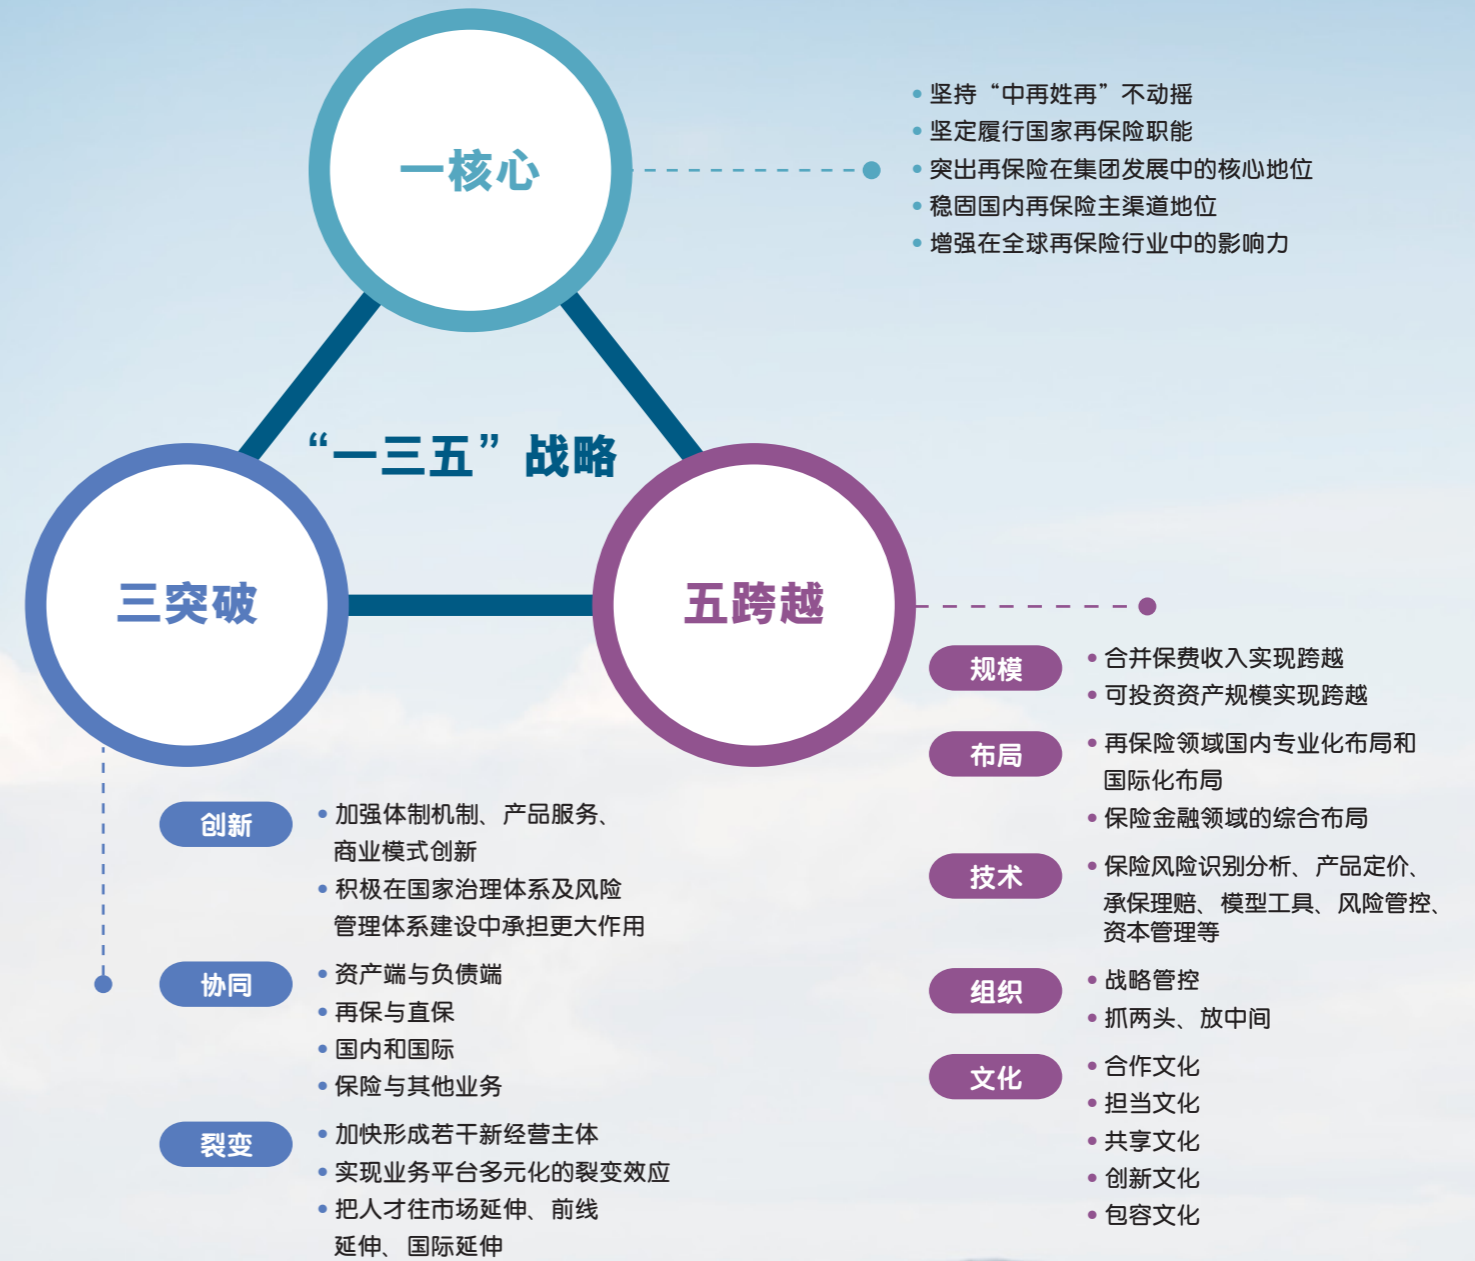 一核心
• 坚持“中再姓再”不动摇
• 坚定履行国家再保险职能
• 突出再保险在集团发展中的核心地位
• 稳固国内再保险主渠道地位
• 增强在全球再保险行业中的影响力
“一三五”战略
三突破
创新
• 加强体制机制、产品服务、
商业模式创新
• 积极在国家治理体系及风险
管理体系建设中承担更大作用
协同
• 资产端与负债端
• 再保与直保
• 国内和国际
• 保险与其他业务
裂变
• 加快形成若干新经营主体
• 实现业务平台多元化的裂变效应
• 把人才往市场延伸、前线
延伸、国际延伸
五跨越
规模
• 合并保费收入实现跨越
• 可投资资产规模实现跨越
布局
• 再保险领域国内专业化布局和
国际化布局
• 保险金融领域的综合布局
技术
• 保险风险识别分析、产品定价、
承保理赔、模型工具、风险管控、
资本管理等
组织
• 战略管控
• 抓两头、放中间
文化
• 合作文化
• 担当文化
• 共享文化
• 创新文化
• 包容文化